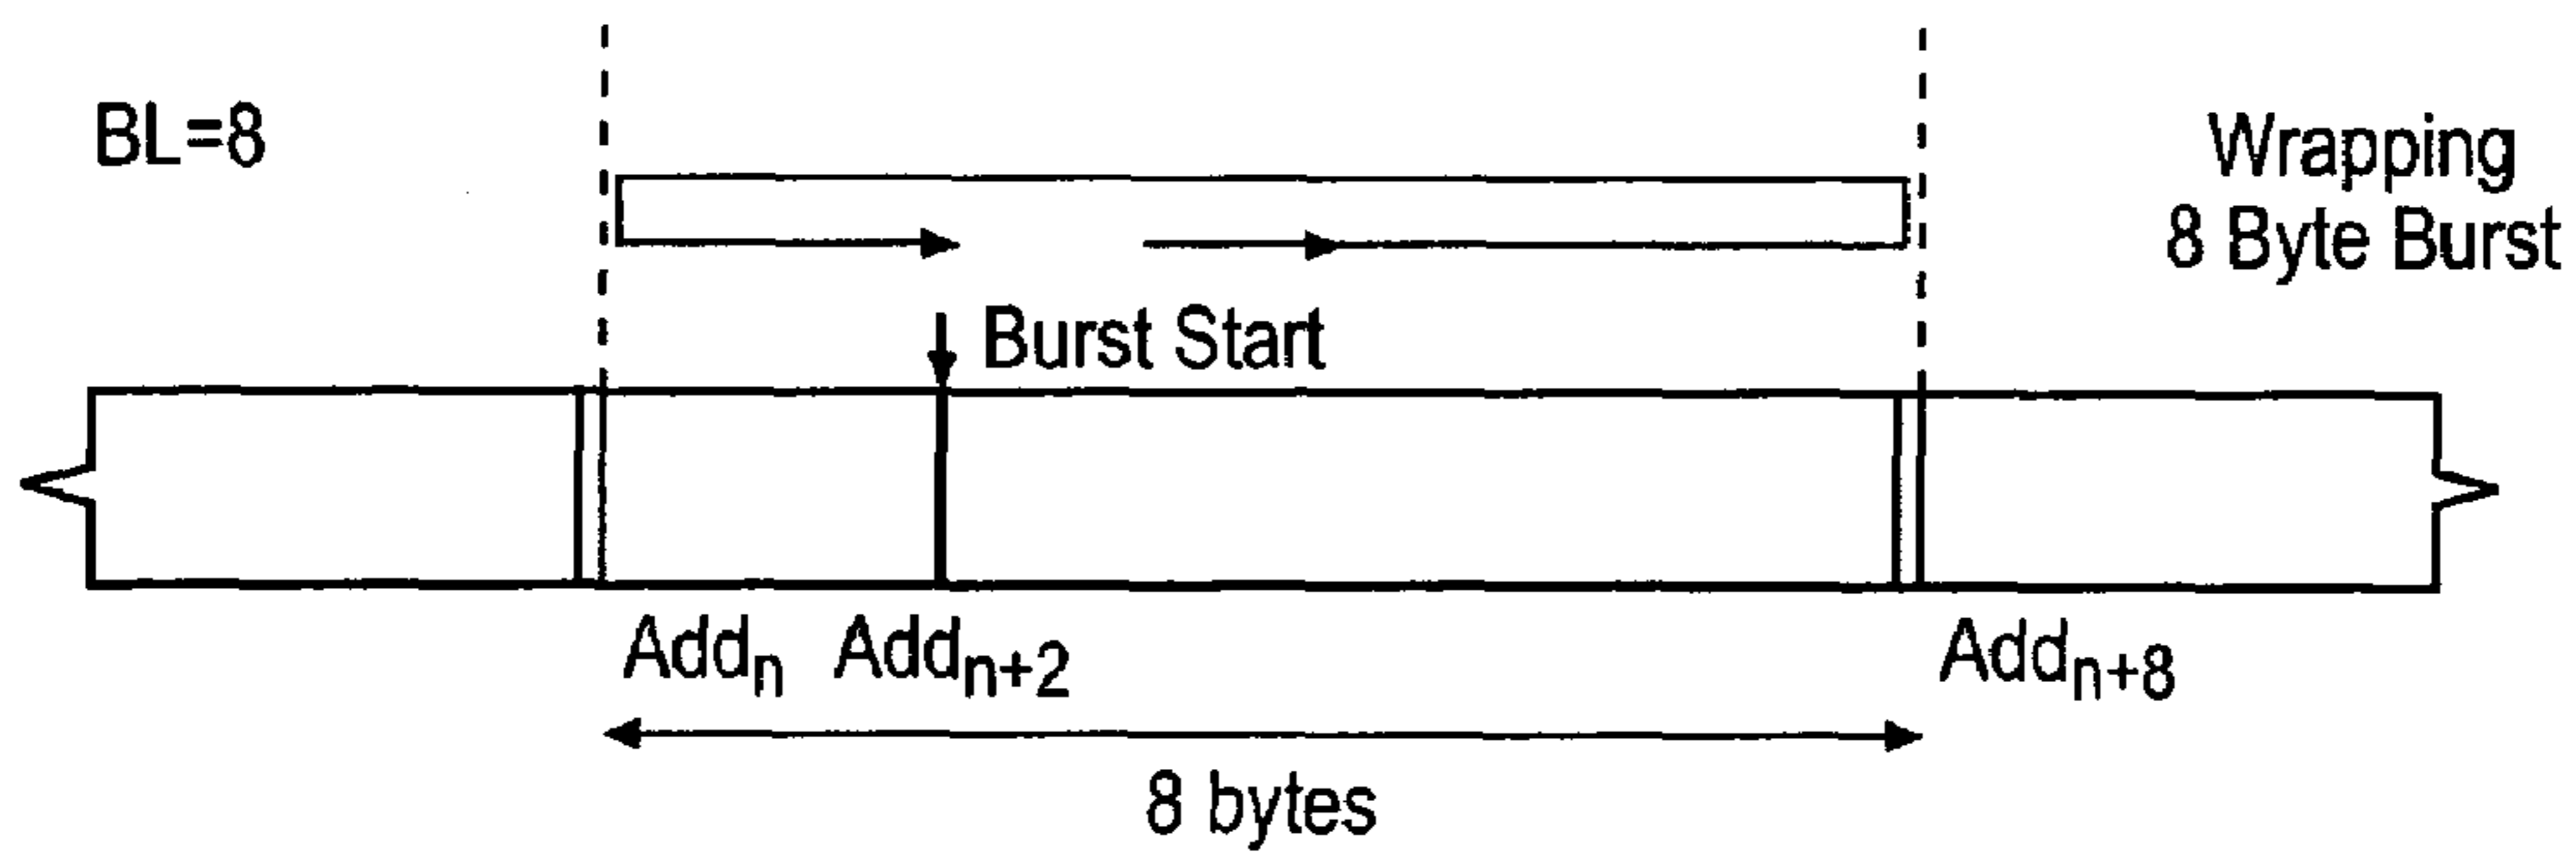 BL=8
Wrapping
8 Byte Burst
Burst Start
Addn Addn+2 Addn+8
8 bytes